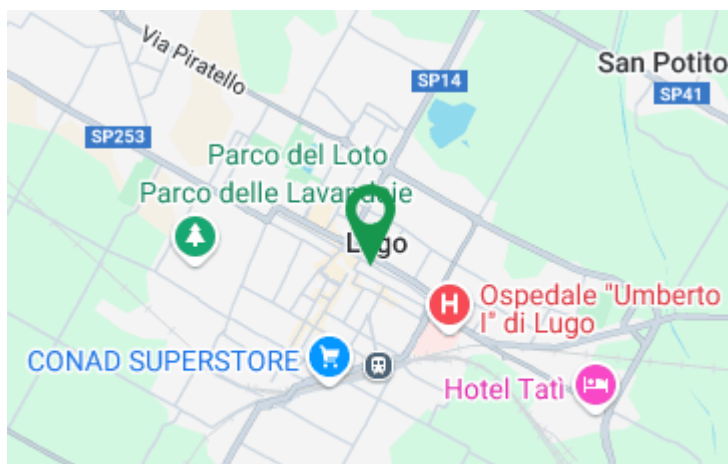 Via Piratello
San Potito
SP14
SP41
SP253
Parco del Loto
Parco delle Lavandaie
Lugo
H
Ospedale "Umberto
I" di Lugo
CONAD SUPERSTORE
Hotel Tatì